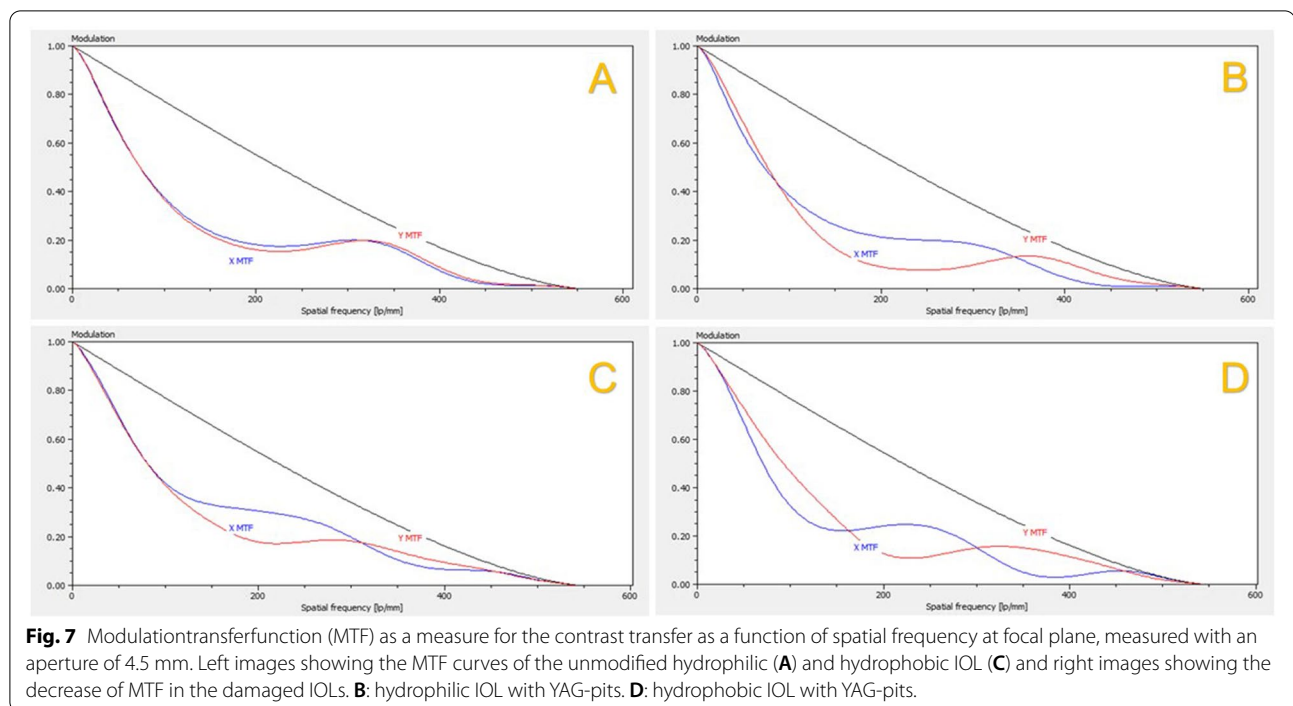 Modulation
1.00
0.80
0.60
0.40
0.20
0.00
0
200
400
600
Spatial frequency [lp/mm]
X MTF
Y MTF
A
Modulation
1.00
0.80
0.60
0.40
0.20
0.00
0
200
400
600
Spatial frequency [lp/mm]
X MTF
Y MTF
B
Modulation
1.00
0.80
0.60
0.40
0.20
0.00
0
200
400
600
Spatial frequency [lp/mm]
X MTF
Y MTF
C
Modulation
1.00
0.80
0.60
0.40
0.20
0.00
0
200
400
600
Spatial frequency [lp/mm]
X MTF
Y MTF
D
Fig. 7 Modulationtransferfunction (MTF) as a measure for the contrast transfer as a function of spatial frequency at focal plane, measured with an
aperture of 4.5 mm. Left images showing the MTF curves of the unmodified hydrophilic (A) and hydrophobic IOL (C) and right images showing the
decrease of MTF in the damaged IOLs. B: hydrophilic IOL with YAG-pits. D: hydrophobic IOL with YAG-pits.